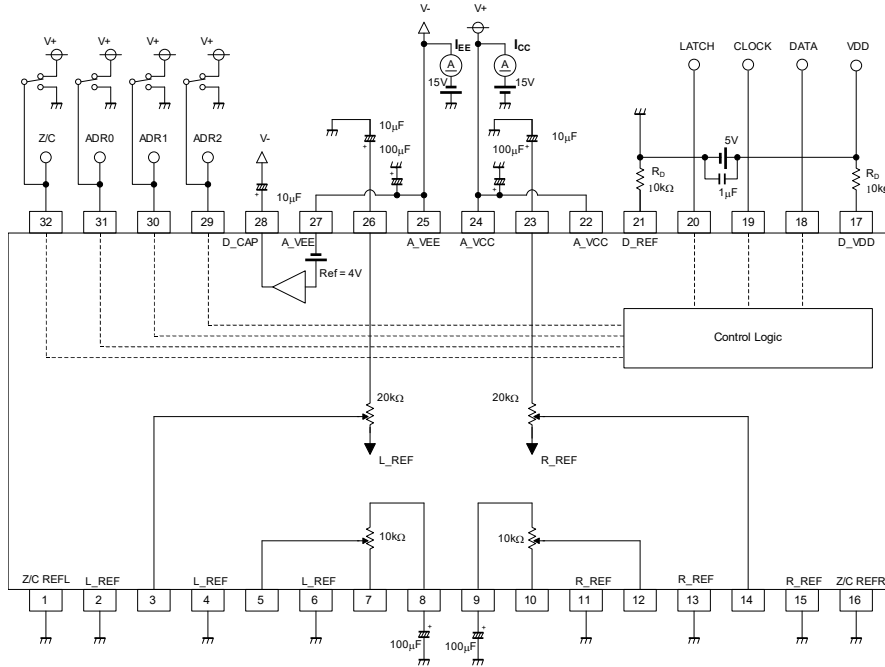 V-
V+
V+
V+
V+
V+
IEE
ICC
A
A
15V
15V
LATCH
CLOCK
DATA
VDD
Z/C
ADR0
ADR1
ADR2
V-
10µF
10µF
100µF
+
+
+
10µF
100µF
+
+
5V
1µF
RD
10kΩ
RD
10kΩ
32
31
30
29
28
27
26
25
24
23
22
21
20
19
18
17
D_CAP
A_VEE
A_VEE
A_VCC
A_VCC
D_REF
D_VDD
Ref = 4V
Control Logic
20kΩ
20kΩ
L_REF
R_REF
10kΩ
10kΩ
Z/C REFL
L_REF
L_REF
L_REF
R_REF
R_REF
R_REF
Z/C REFR
1
2
3
4
5
6
7
8
9
10
11
12
13
14
15
16
100µF
+
100µF
+